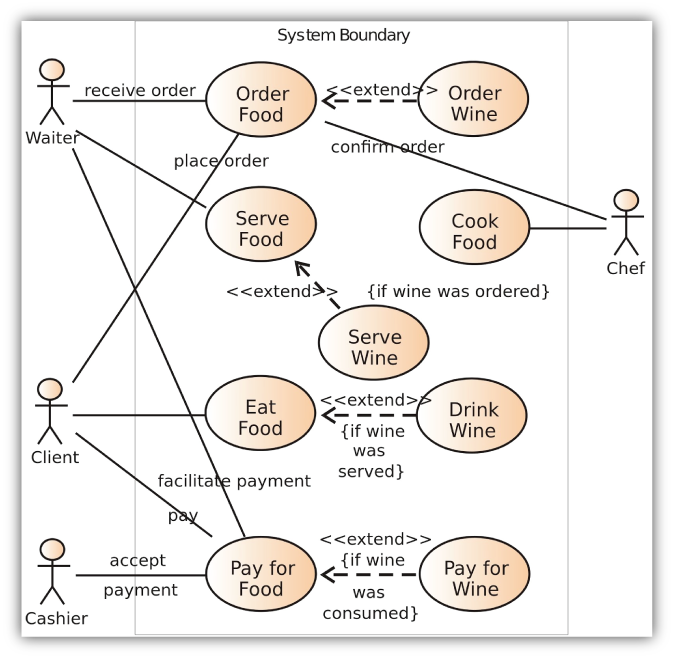 System Boundary
receive order
Order
Food
<<extend>>
Order
Wine
Waiter
place order
confirm order
Serve
Food
Cook
Food
Chef
<<extend>>
{if wine was ordered}
Serve
Wine
Eat
Food
<<extend>>
{if wine
was
served}
Drink
Wine
Client
facilitate payment
pay
accept
payment
Cashier
Pay for
Food
<<extend>>
{if wine
was
consumed}
Pay for
Wine